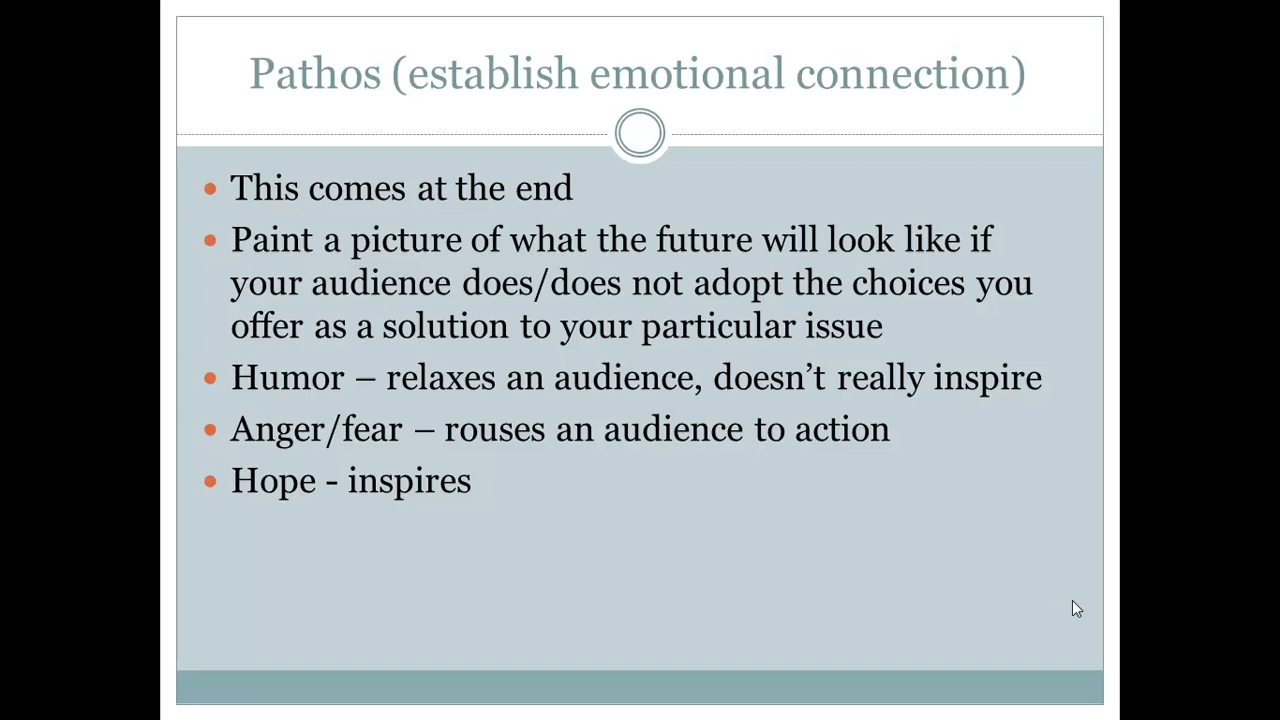 Pathos (establish emotional connection)
• This comes at the end
• Paint a picture of what the future will look like if
your audience does/does not adopt the choices you
offer as a solution to your particular issue
• Humor – relaxes an audience, doesn’t really inspire
• Anger/fear – rouses an audience to action
• Hope - inspires